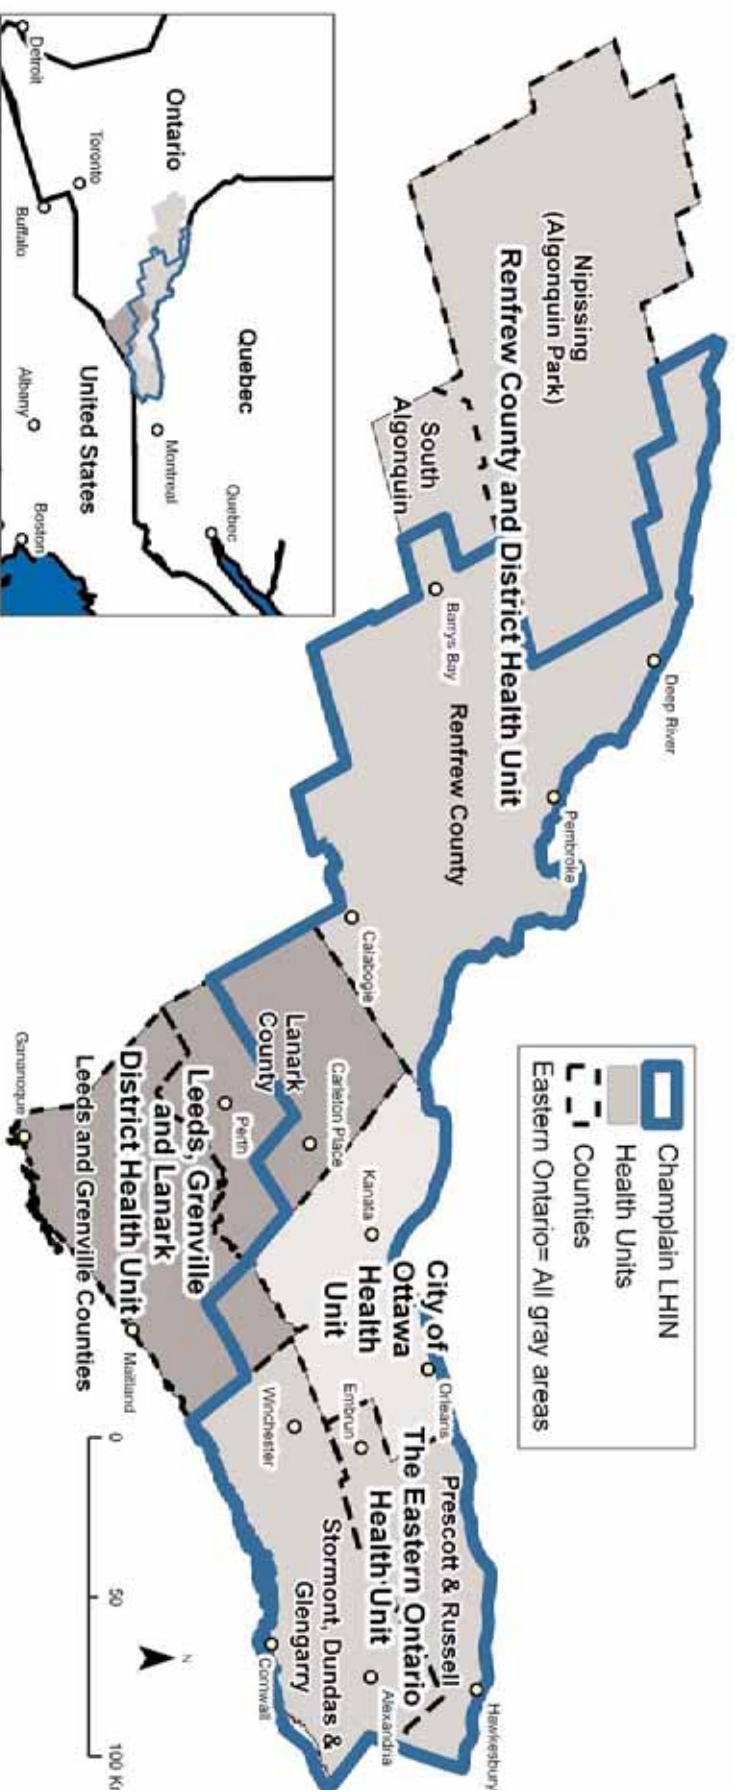 Nipissing
(Algonquin Park)
Renfrew County and District Health Unit
South
Algonquin
Barrys Bay
Deep River
Pembroke
Renfrew County
Calabogie
Champlain LHIN
Health Units
Counties
Eastern Ontario= All gray areas
Lanark
County
Carleton Place
Perth
Leeds, Grenville
and Lanark
District Health Unit
Leeds and Grenville Counties
Gananoque
Maitland
Kanata
City of
Ottawa
Health
Unit
Orleans
Embrun
Winchester
Prescott & Russell
The Eastern Ontario
Health Unit
Stormont, Dundas &
Glengarry
Hawkesbury
Alexandria
Cornwall
0
50
100
N
Ontario
Quebec
United States
Detroit
Toronto
Buffalo
Albany
Montreal
Quebec
Boston